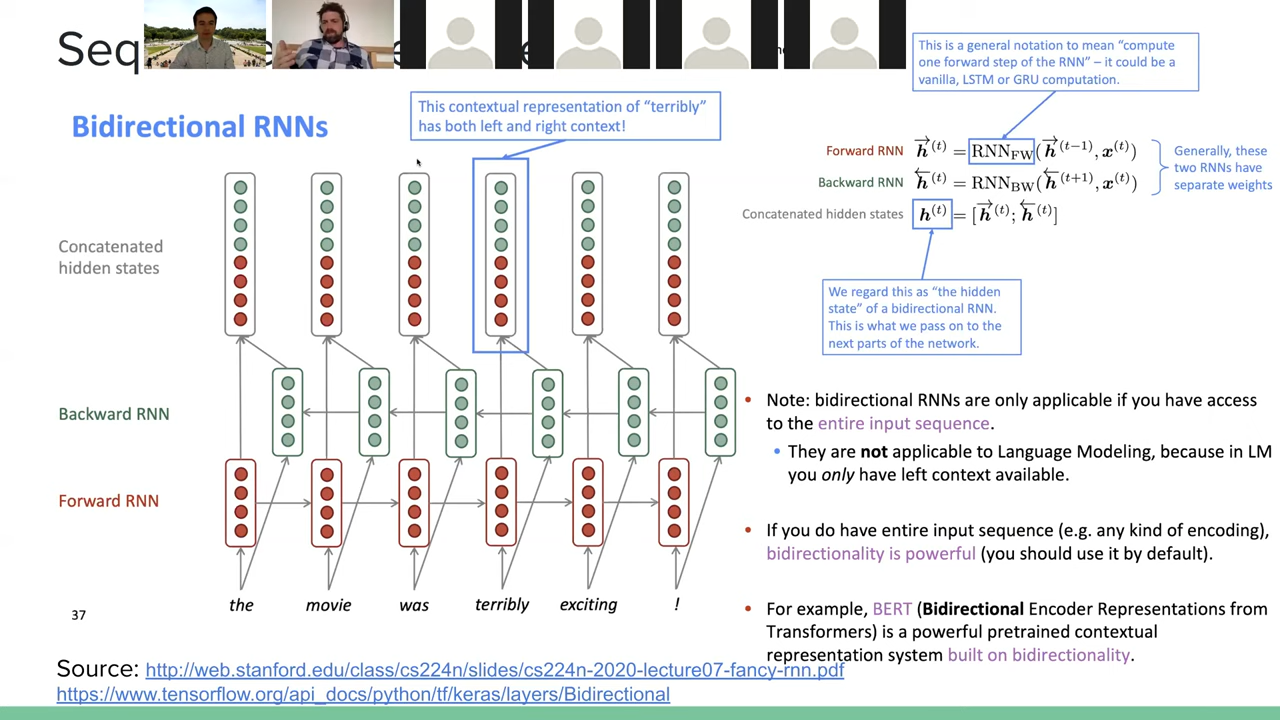 Seq
Bidirectional RNNs
This contextual representation of “terribly”
has both left and right context!
This is a general notation to mean “compute
one forward step of the RNN” – it could be a
vanilla, LSTM or GRU computation.
Forward RNN h⃗⁽ᵗ⁾ = RNN_FW(h⃗⁽ᵗ⁻¹⁾, x⁽ᵗ⁾)
Backward RNN h⃖⁽ᵗ⁾ = RNN_BW(h⃖⁽ᵗ⁺¹⁾, x⁽ᵗ⁾)
Concatenated hidden states h⁽ᵗ⁾ = [h⃗⁽ᵗ⁾; h⃖⁽ᵗ⁾]
Generally, these
two RNNs have
separate weights
We regard this as “the hidden
state” of a bidirectional RNN.
This is what we pass on to the
next parts of the network.
Concatenated
hidden states
Backward RNN
Forward RNN
the movie was terribly exciting !
• Note: bidirectional RNNs are only applicable if you have access
to the entire input sequence.
• They are not applicable to Language Modeling, because in LM
you only have left context available.
• If you do have entire input sequence (e.g. any kind of encoding),
bidirectionality is powerful (you should use it by default).
• For example, BERT (Bidirectional Encoder Representations from
Transformers) is a powerful pretrained contextual
representation system built on bidirectionality.
37
Source: http://web.stanford.edu/class/cs224n/slides/cs224n-2020-lecture07-fancy-rnn.pdf
https://www.tensorflow.org/api_docs/python/tf/keras/layers/Bidirectional